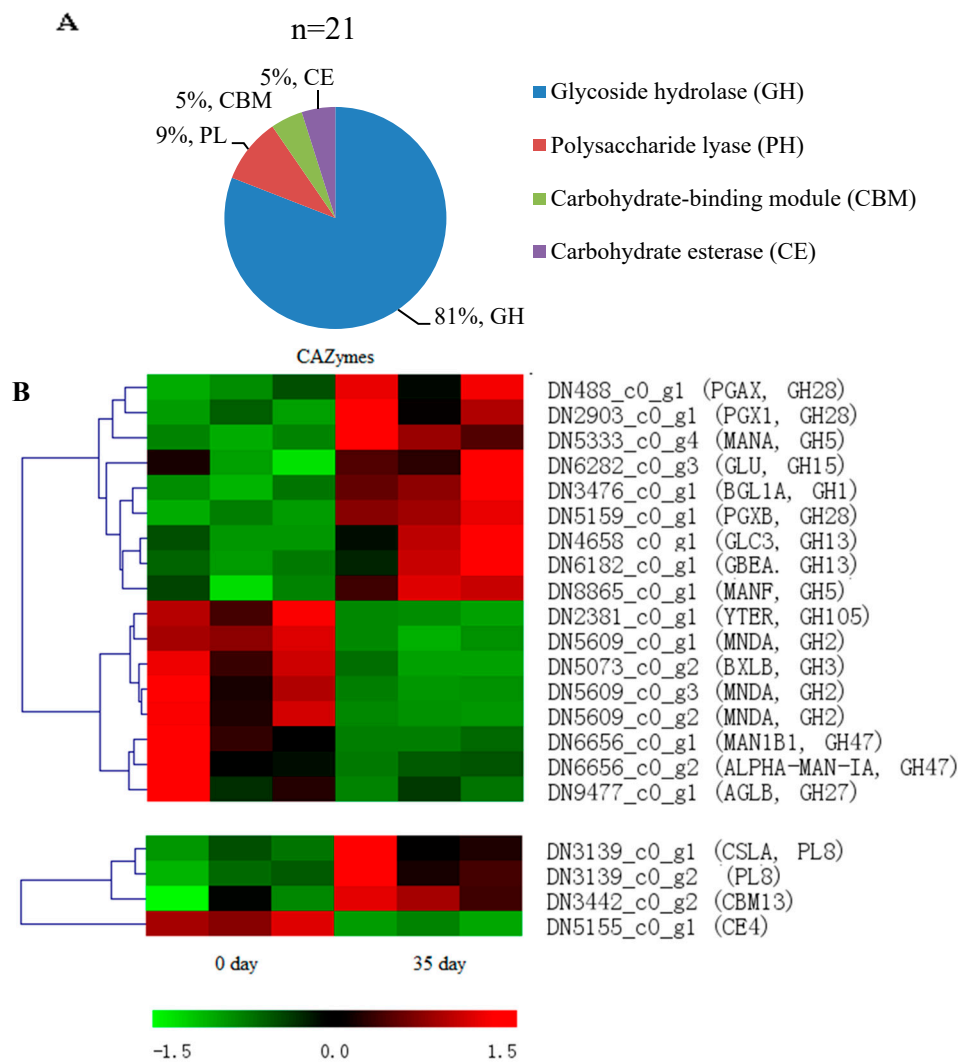 A
n=21
5%, CE
5%, CBM
9%, PL
81%, GH
Glycoside hydrolase (GH)
Polysaccharide lyase (PH)
Carbohydrate-binding module (CBM)
Carbohydrate esterase (CE)
CAZymes
B
DN488_c0_g1 (PGAX, GH28)
DN2903_c0_g1 (PGX1, GH28)
DN5333_c0_g4 (MANA, GH5)
DN6282_c0_g3 (GLU, GH15)
DN3476_c0_g1 (BGL1A, GH1)
DN5159_c0_g1 (PGXB, GH28)
DN4658_c0_g1 (GLC3, GH13)
DN6182_c0_g1 (GBEA. GH13)
DN8865_c0_g1 (MANF, GH5)
DN2381_c0_g1 (YTER, GH105)
DN5609_c0_g1 (MNDA, GH2)
DN5073_c0_g2 (BXLB, GH3)
DN5609_c0_g3 (MNDA, GH2)
DN5609_c0_g2 (MNDA, GH2)
DN6656_c0_g1 (MAN1B1, GH47)
DN6656_c0_g2 (ALPHA-MAN-IA, GH47)
DN9477_c0_g1 (AGLB, GH27)
DN3139_c0_g1 (CSLA, PL8)
DN3139_c0_g2 (PL8)
DN3442_c0_g2 (CBM13)
DN5155_c0_g1 (CE4)
0 day 35 day
-1.5 0.0 1.5